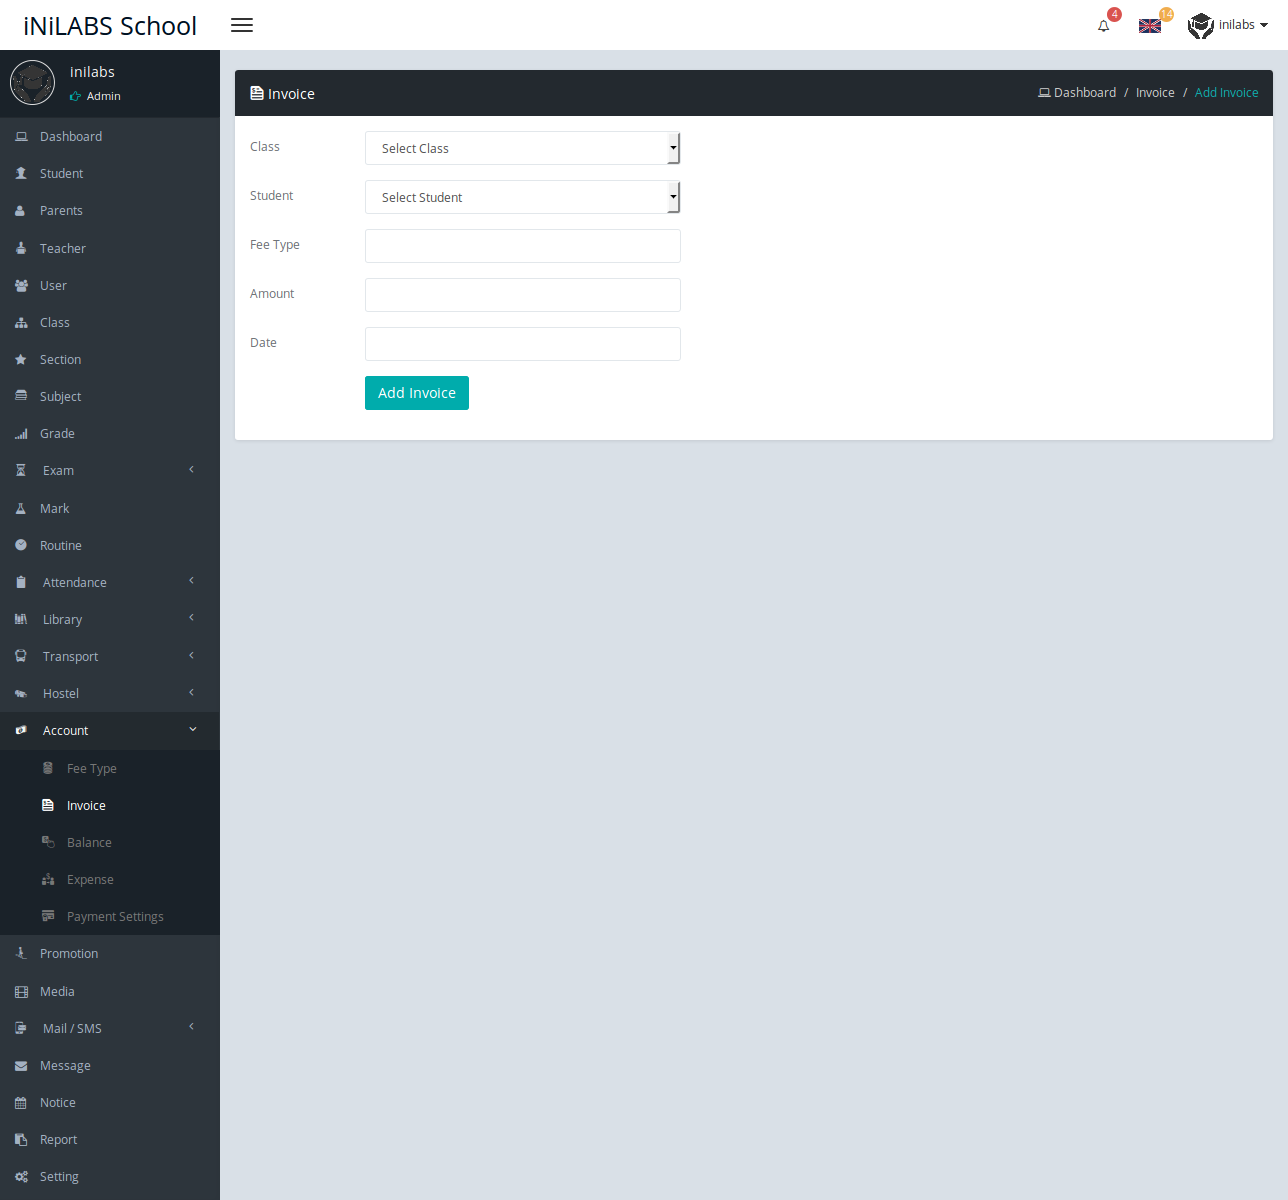 iNiLABS School
4
14
inilabs
inilabs
Admin
Dashboard
Student
Parents
Teacher
User
Class
Section
Subject
Grade
Exam
Mark
Routine
Attendance
Library
Transport
Hostel
Account
Fee Type
Invoice
Balance
Expense
Payment Settings
Promotion
Media
Mail / SMS
Message
Notice
Report
Setting
Invoice
Dashboard / Invoice / Add Invoice
Class Select Class
Student Select Student
Fee Type
Amount
Date
Add Invoice